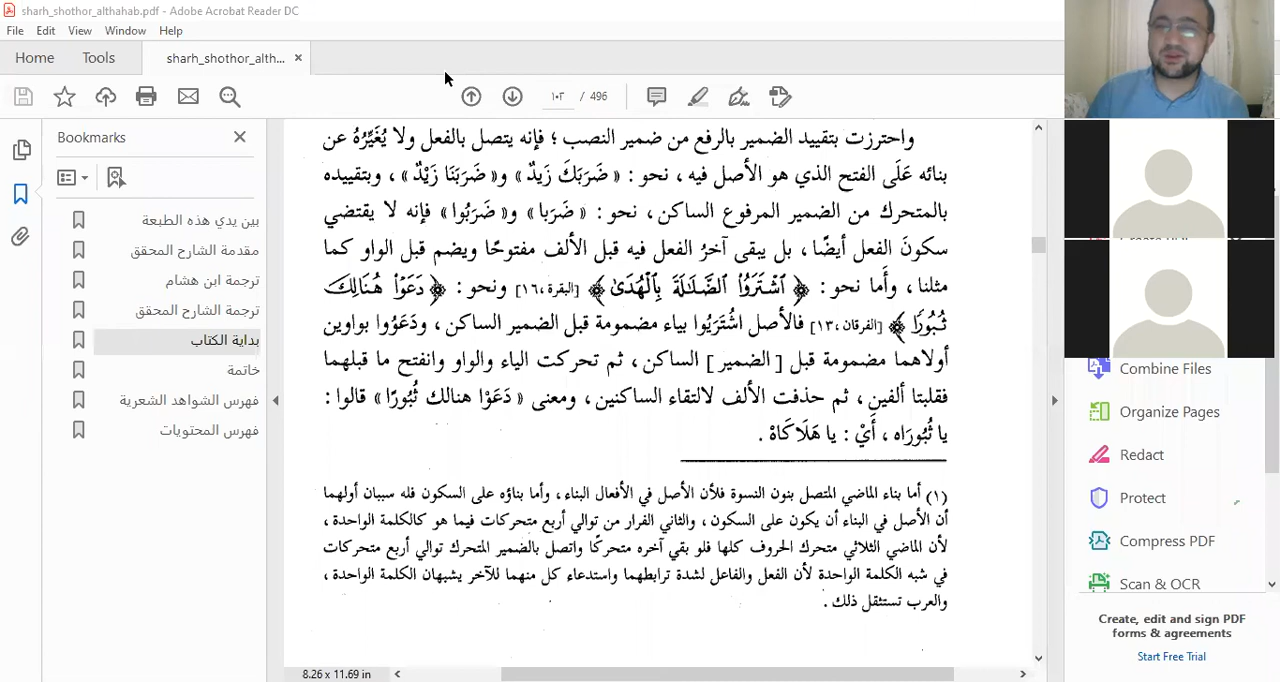 sharh_shothor_althahab.pdf - Adobe Acrobat Reader DC
File Edit View Window Help
Home Tools sharh_shothor_alth... ×
١٠٣ / 496
Bookmarks
بين يدي هذه الطبعة
مقدمة الشارح المحقق
ترجمة ابن هشام
ترجمة الشارح المحقق
بداية الكتاب
خاتمة
فهرس الشواهد الشعرية
فهرس المحتويات
واحترزت بتقييد الضمير بالرفع من ضمير النصب ؛ فإنه يتصل بالفعل ولا يُغَيِّرُهُ عن
بنائه عَلَى الفتح الذي هو الأصل فيه ، نحو : « ضَرَبَكَ زَيدٌ » و« ضَرَبَنَا زَيْدٌ » ، وبتقييده
بالمتحرك من الضمير المرفوع الساكن ، نحو : « ضَرَبا » و« ضَرَبُوا » فإنه لا يقتضي
سكونَ الفعل أيضًا ، بل يبقى آخرُ الفعل فيه قبل الألف مفتوحًا ويضم قبل الواو كما
مثلنا ، وأَما نحو : ﴿ ٱشْتَرَوُا۟ ٱلضَّلَـٰلَةَ بِٱلْهُدَىٰ ﴾ [البقرة ،١٦] ونحو : ﴿ دَعَوْا۟ هُنَالِكَ
ثُبُورًا ﴾ [الفرقان ،١٣] فالأصل اشْتَرَيُوا بياء مضمومة قبل الضمير الساكن ، ودَعَوُوا بواوين
أولاهما مضمومة قبل [ الضمير ] الساكن ، ثم تحركت الياء والواو وانفتح ما قبلهما
فقلبتا ألفين ، ثم حذفت الألف لالتقاء الساكنين ، ومعنى « دَعَوْا هنالك ثُبُورًا » قالوا :
يا ثُبُورَاه ، أَيْ : يا هَلَاكَاهْ .
(١) أما بناء الماضي المتصل بنون النسوة فلأن الأصل في الأفعال البناء ، وأما بناؤه على السكون فله سببان أولهما
أن الأصل في البناء أن يكون على السكون ، والثاني الفرار من توالي أربع متحركات فيما هو كالكلمة الواحدة ،
لأن الماضي الثلاثي متحرك الحروف كلها فلو بقي آخره متحركًا واتصل بالضمير المتحرك توالي أربع متحركات
في شبه الكلمة الواحدة لأن الفعل والفاعل لشدة ترابطهما واستدعاء كل منهما للآخر يشبهان الكلمة الواحدة ،
والعرب تستثقل ذلك .
8.26 x 11.69 in
Combine Files
Organize Pages
Redact
Protect
Compress PDF
Scan & OCR
Create, edit and sign PDF
forms & agreements
Start Free Trial